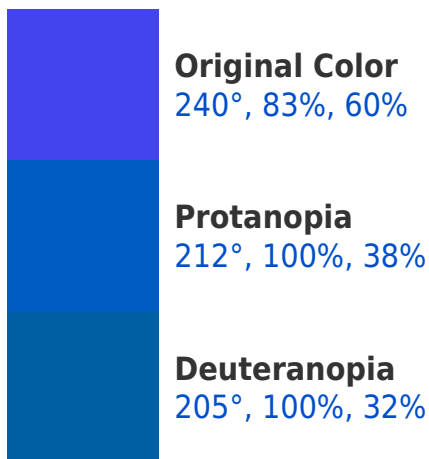 Original Color
240°, 83%, 60%
Protanopia
212°, 100%, 38%
Deuteranopia
205°, 100%, 32%